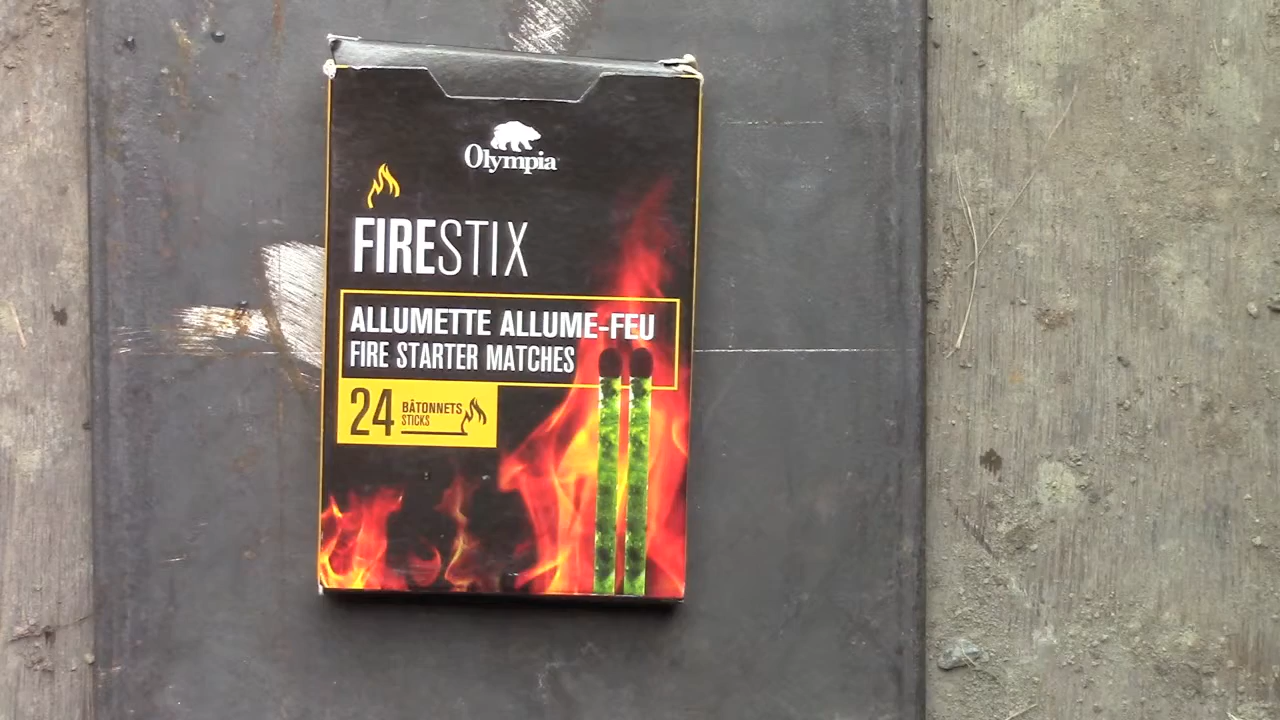 Olympia
FIRESTIX
ALLUMETTE ALLUME-FEU
FIRE STARTER MATCHES
24 BÂTONNETS
STICKS